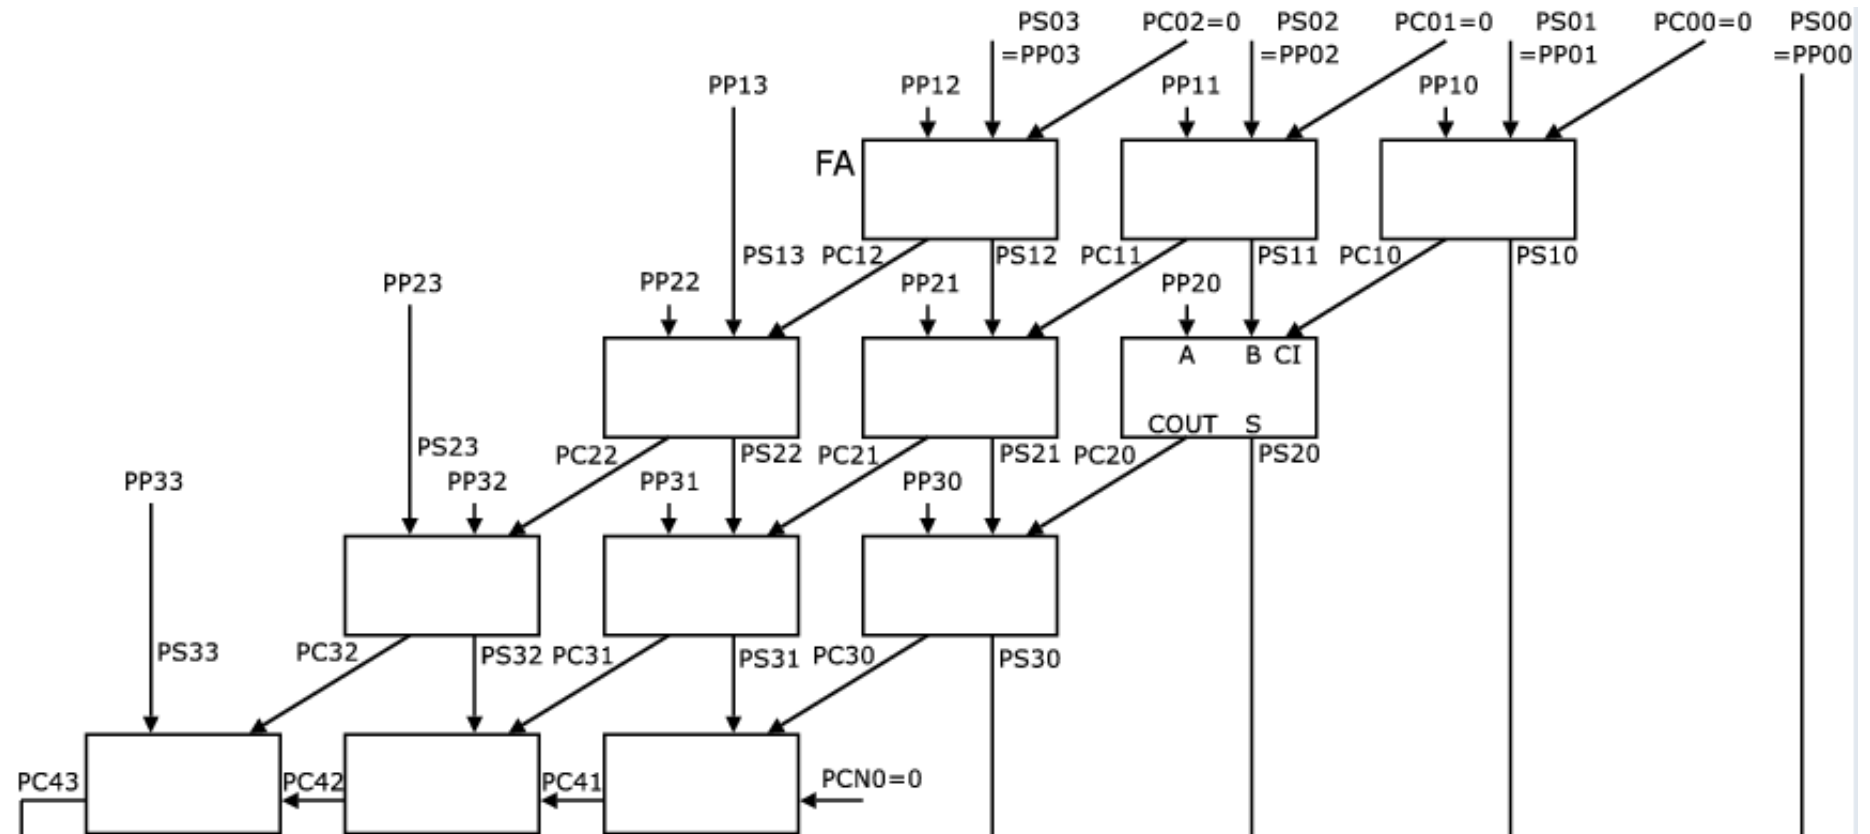 PS03 PC02=0 PS02 PC01=0 PS01 PC00=0 PS00
=PP03 =PP02 =PP01 =PP00
PP13 PP12 PP11 PP10
FA
PS13 PC12 PS12 PC11 PS11 PC10 PS10
PP23 PP22 PP21 PP20
A B CI
COUT S
PS23 PC22 PS22 PC21 PS21 PC20 PS20
PP33 PP32 PP31 PP30
PS33 PC32 PS32 PC31 PS31 PC30 PS30
PC43 PC42 PC41 PCN0=0